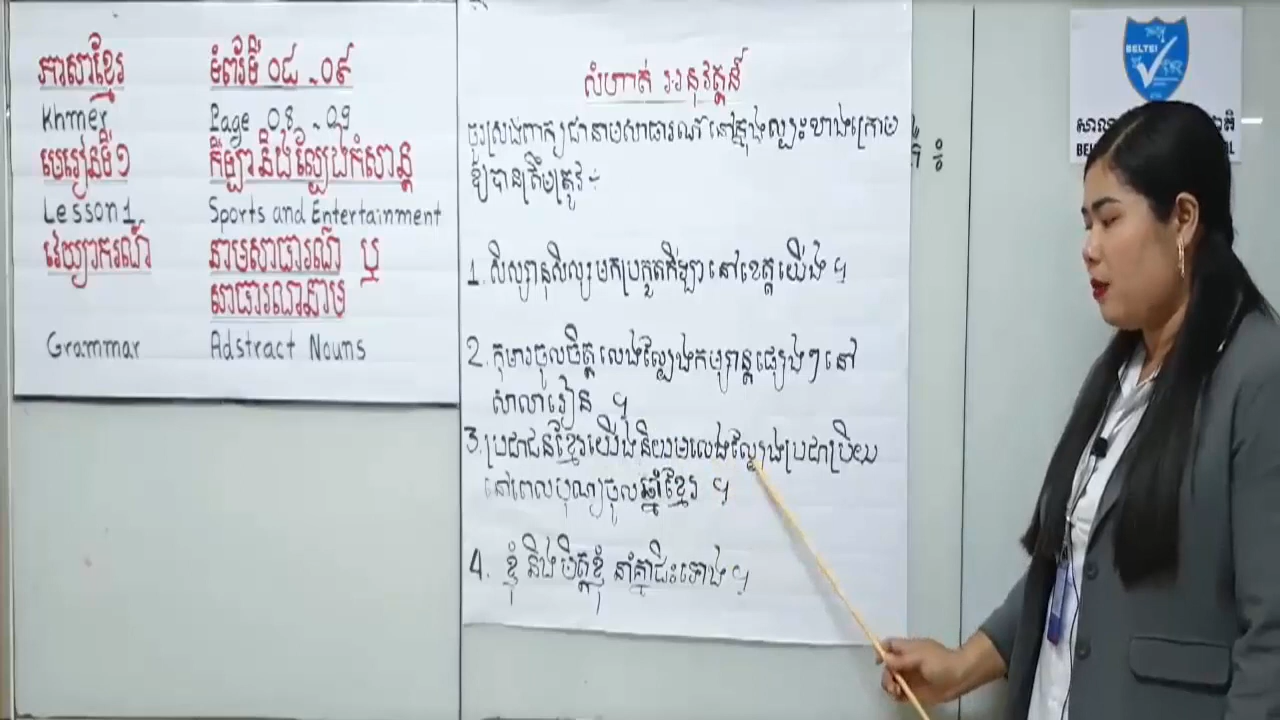 ភាសាខ្មែរ ទំព័រទី ០៨ -០៩
Khmer Page 08 -09
មេរៀនទី១ កីឡានិងល្បែងកំសាន្ត
Lesson 1 Sports and Entertainment
វេយ្យាករណ៍ នាមសាធារណ៍ ឬ
សាធារណនាម
Grammar Adstract Nouns
លំហាត់ អនុវត្តន៍
ចូរស្រង់ពាក្យជានាមសាធារណ៍នៅក្នុងល្បះខាងក្រោម
ឱ្យបានត្រឹមត្រូវ÷
1. សិស្សានុសិស្សមកប្រកួតកីឡានៅខេត្តយើង ។
2. កុមារចូលចិត្តលេងល្បែងកម្សាន្តផ្សេងៗនៅ
សាលារៀន ។
3. ប្រជាជនខ្មែរយើងនិយមលេងល្បែងប្រជាប្រិយ
នៅពេលបុណ្យចូលឆ្នាំខ្មែរ ។
4. ខ្ញុំ និងមិត្តខ្ញុំ នាំគ្នាជិះទោង ។
BELTEI